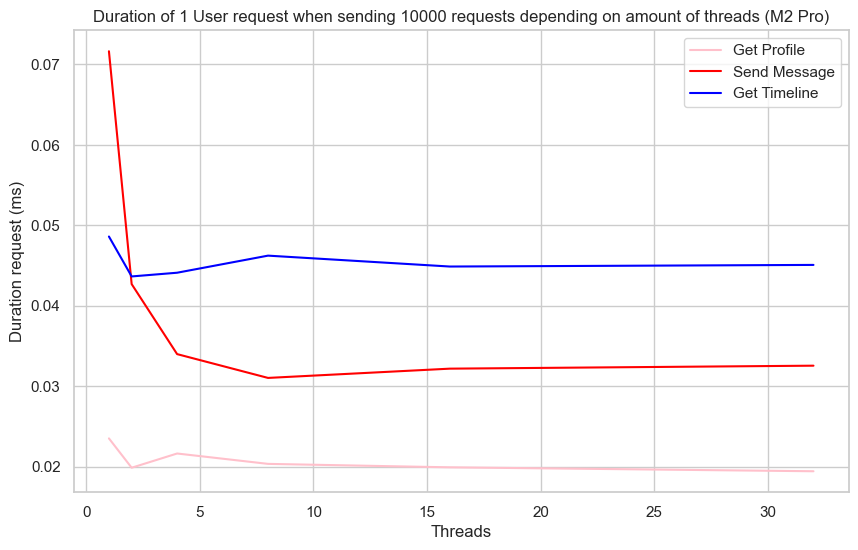 Duration of 1 User request when sending 10000 requests depending on amount of threads (M2 Pro)
Get Profile
Send Message
Get Timeline
Duration request (ms)
0.07
0.06
0.05
0.04
0.03
0.02
0
5
10
15
20
25
30
Threads